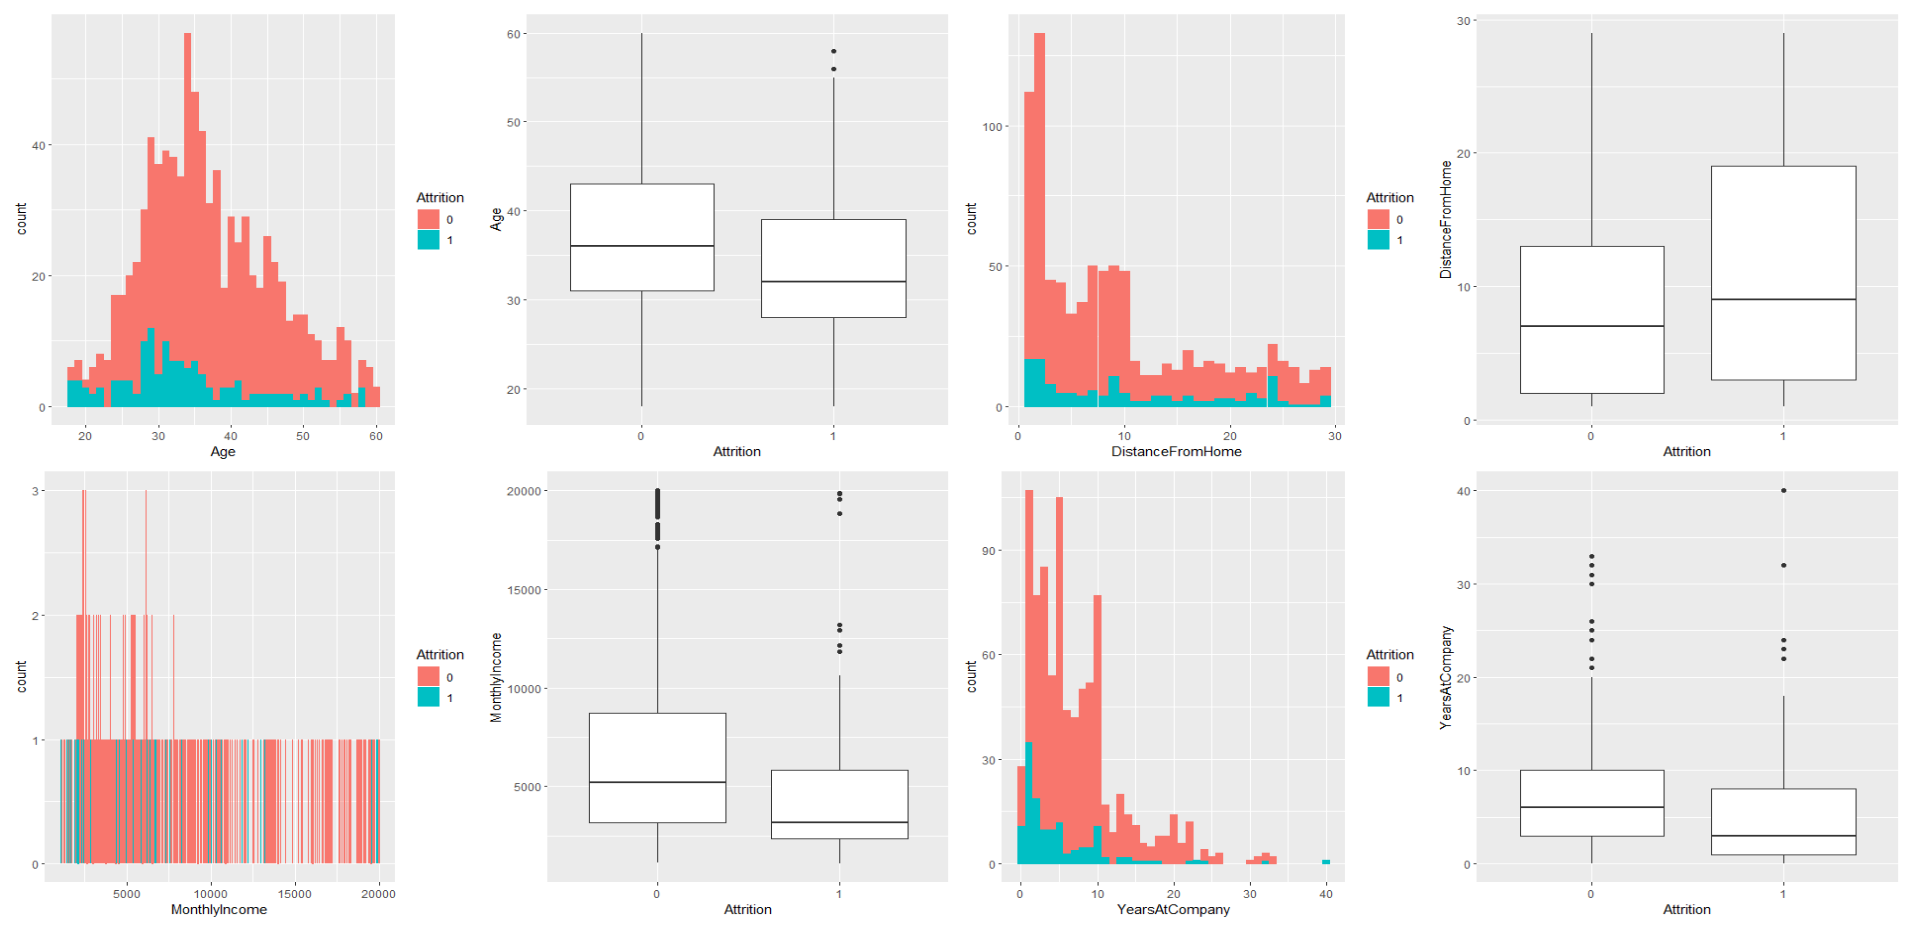 count
40
20
0
20 30 40 50 60
Age
Attrition
0
1
Age
60
50
40
30
20
0 1
Attrition
count
100
50
0
0 10 20 30
DistanceFromHome
Attrition
0
1
DistanceFromHome
30
20
10
0
0 1
Attrition
count
3
2
1
0
5000 10000 15000 20000
MonthlyIncome
Attrition
0
1
MonthlyIncome
20000
15000
10000
5000
0 1
Attrition
count
90
60
30
0
0 10 20 30 40
YearsAtCompany
Attrition
0
1
YearsAtCompany
40
30
20
10
0
0 1
Attrition